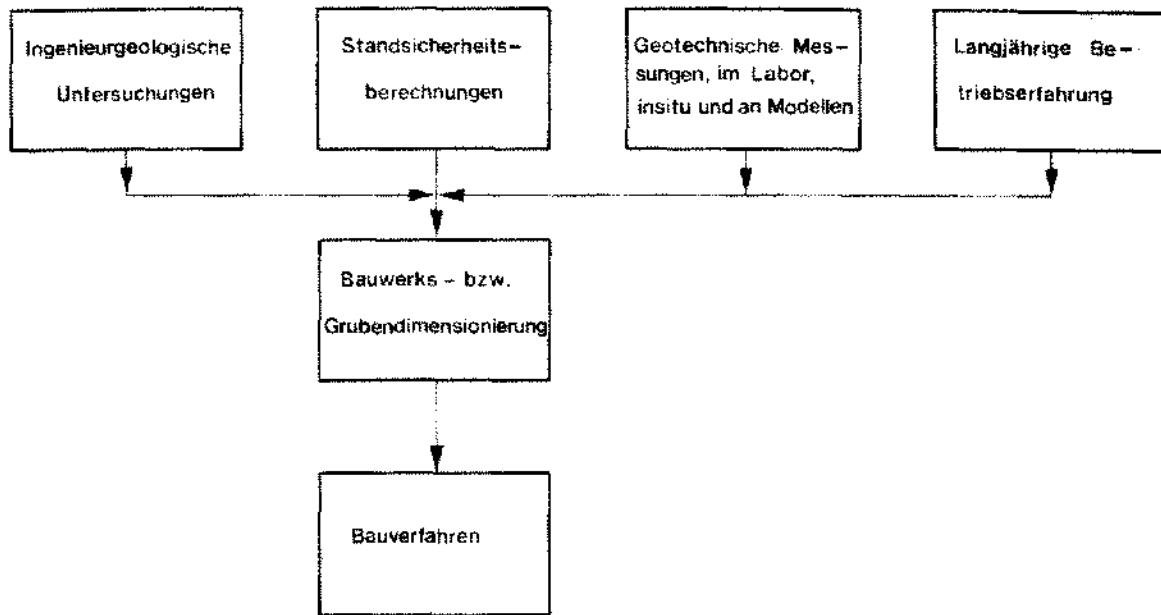 Ingenieurgeologische
Untersuchungen
Standsicherheits-
berechnungen
Geotechnische Mes-
sungen, im Labor,
insitu und an Modellen
Langjährige Be-
triebserfahrung
Bauwerks - bzw.
Grubendimensionierung
Bauverfahren